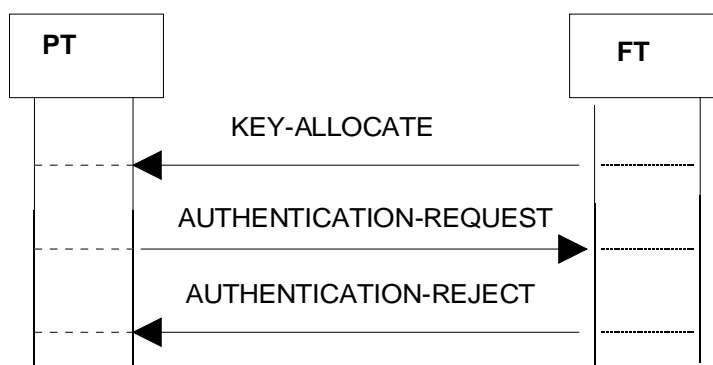 PT
FT
KEY-ALLOCATE
AUTHENTICATION-REQUEST
AUTHENTICATION-REJECT